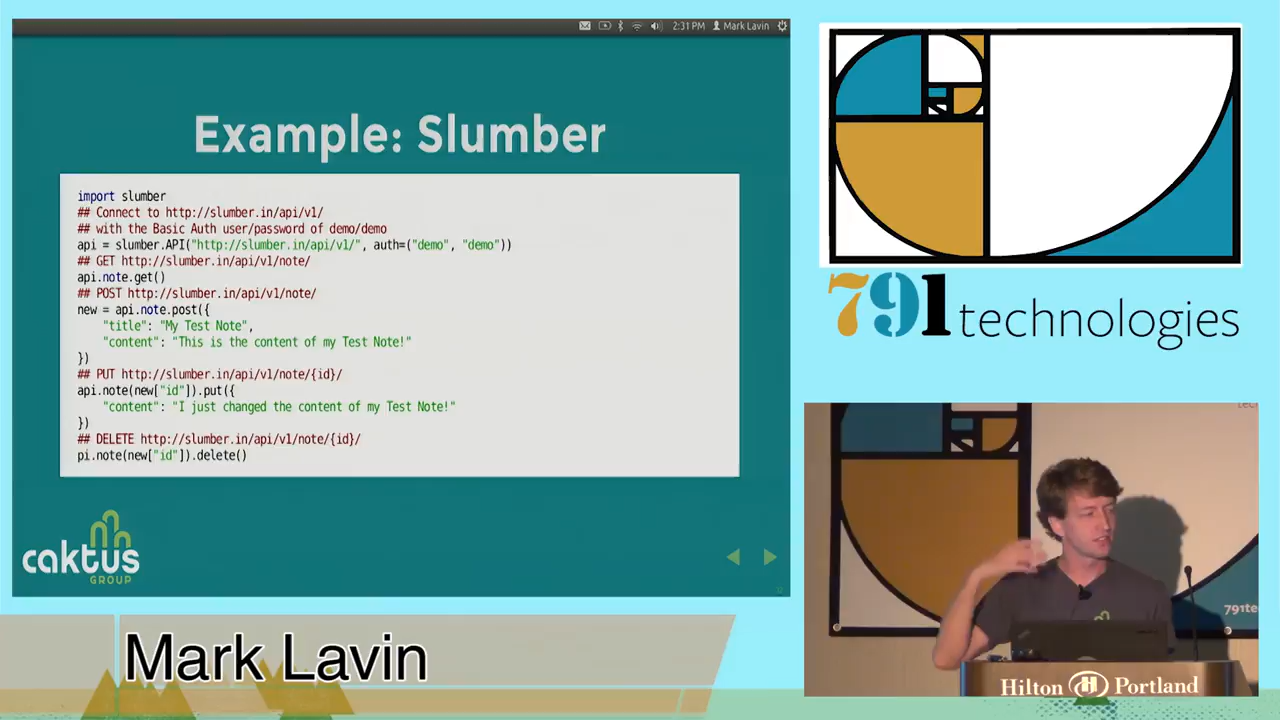 2:31 PM Mark Lavin
Example: Slumber
import slumber
## Connect to http://slumber.in/api/v1/
## with the Basic Auth user/password of demo/demo
api = slumber.API("http://slumber.in/api/v1/", auth=("demo", "demo"))
## GET http://slumber.in/api/v1/note/
api.note.get()
## POST http://slumber.in/api/v1/note/
new = api.note.post({
    "title": "My Test Note",
    "content": "This is the content of my Test Note!"
})
## PUT http://slumber.in/api/v1/note/{id}/
api.note(new["id"]).put({
    "content": "I just changed the content of my Test Note!"
})
## DELETE http://slumber.in/api/v1/note/{id}/
pi.note(new["id"]).delete()
caktus
GROUP
791 technologies
tec
791te
Hilton H Portland
Mark Lavin